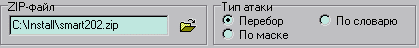 ZIP-файл
C:\Install\smart202.zip
Тип атаки
Перебор
По словарю
По маске